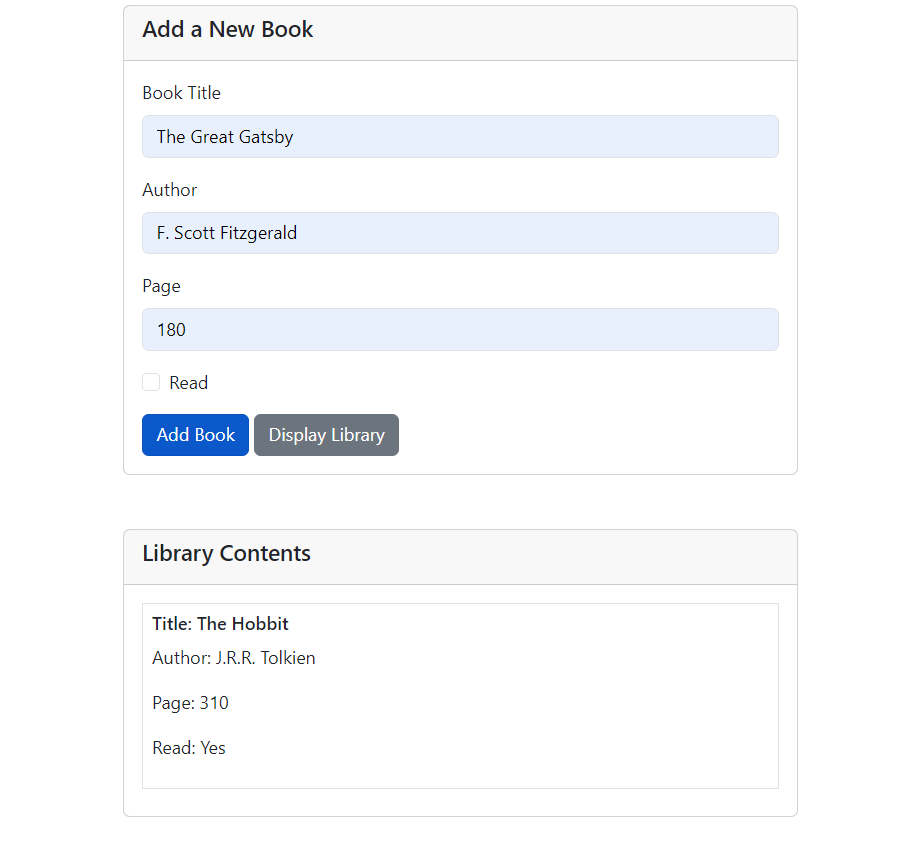 Add a New Book
Book Title
The Great Gatsby
Author
F. Scott Fitzgerald
Page
180
Read
Add Book Display Library
Library Contents
Title: The Hobbit
Author: J.R.R. Tolkien
Page: 310
Read: Yes